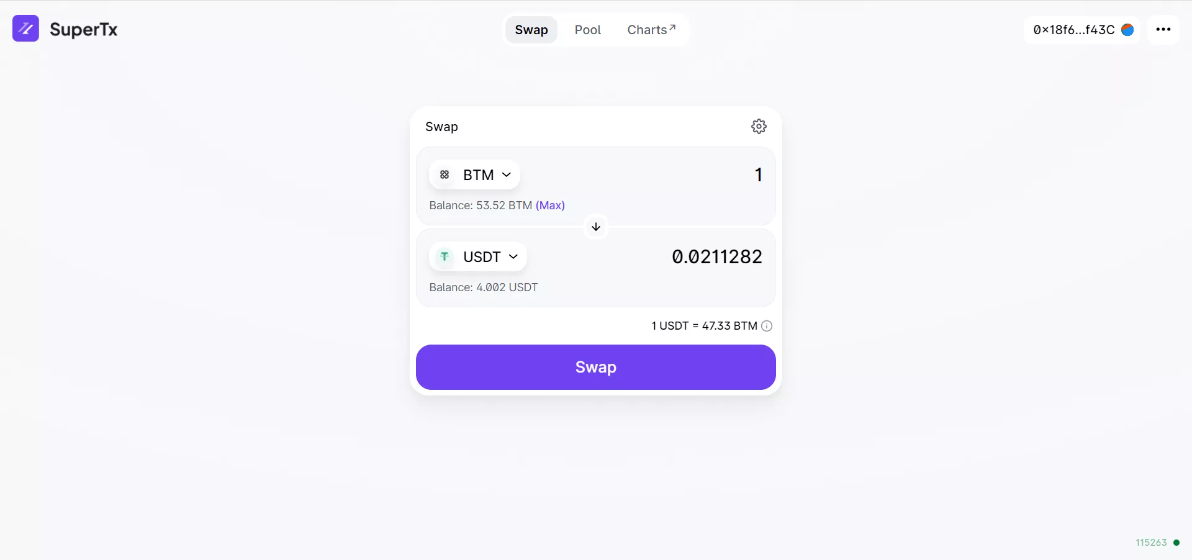 SuperTx
Swap Pool Charts↗
0×18f6...f43C
Swap
BTM 1
Balance: 53.52 BTM (Max)
USDT 0.0211282
Balance: 4.002 USDT
1 USDT = 47.33 BTM
Swap
115263